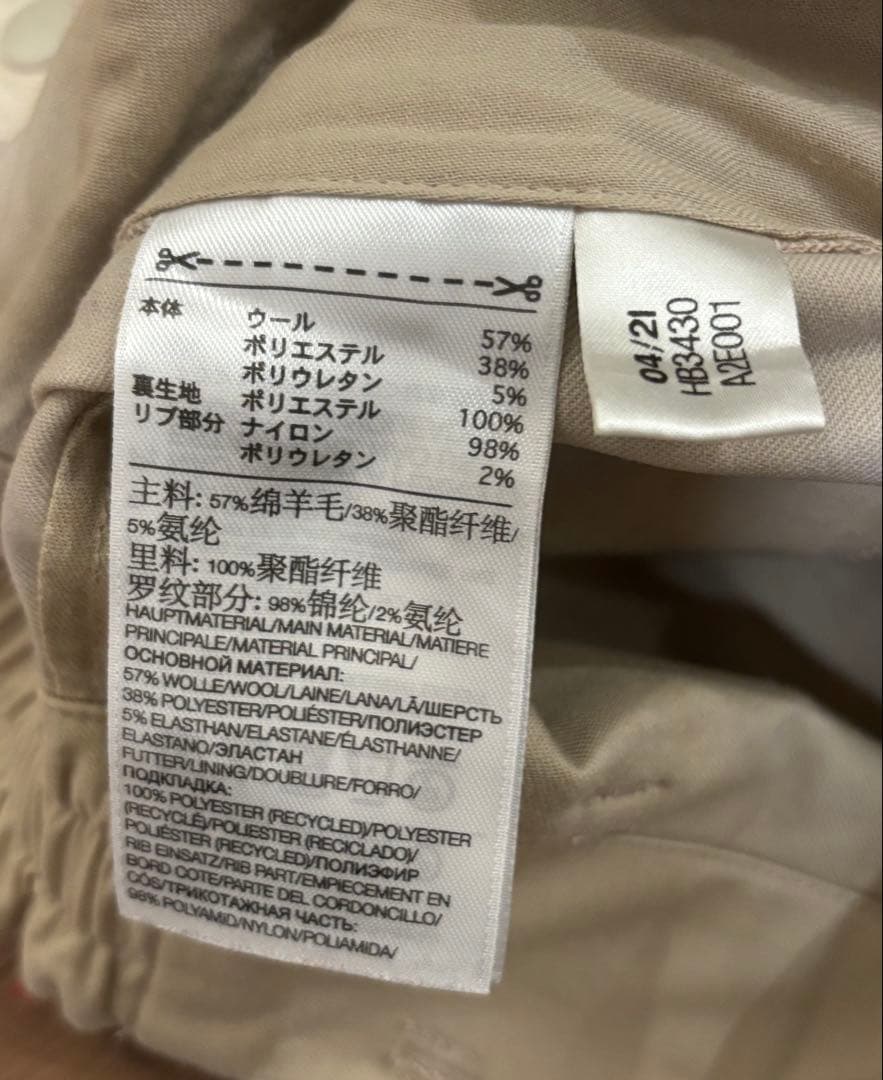 本体 ウール 57%
ポリエステル 38%
ポリウレタン 5%
裏生地 ポリエステル 100%
リブ部分 ナイロン 98%
ポリウレタン 2%
主料: 57%绵羊毛/38%聚酯纤维/
5%氨纶
里料: 100%聚酯纤维
罗纹部分: 98%锦纶/2%氨纶
HAUPTMATERIAL/MAIN MATERIAL/MATIERE
PRINCIPALE/MATERIAL PRINCIPAL/
ОСНОВНОЙ МАТЕРИАЛ:
57% WOLLE/WOOL/LAINE/LANA/LÃ/ШЕРСТЬ
38% POLYESTER/POLIÉSTER/ПОЛИЭСТЕР
5% ELASTHAN/ELASTANE/ÉLASTHANNE/
ELASTANO/ЭЛАСТАН
FUTTER/LINING/DOUBLURE/FORRO/
ПОДКЛАДКА:
100% POLYESTER (RECYCLED)/POLYESTER
(RECYCLÉ)/POLIESTER (RECICLADO)/
POLIÉSTER (RECYCLED)/ПОЛИЭФИР
RIB EINSATZ/RIB PART/EMPIECEMENT EN
BORD COTE/PARTE DEL CORDONCILLO/
CÓS/ТРИКОТАЖНАЯ ЧАСТЬ:
98% POLYAMID/NYLON/POLIAMIDA/
04/21
HB3430
A2E001